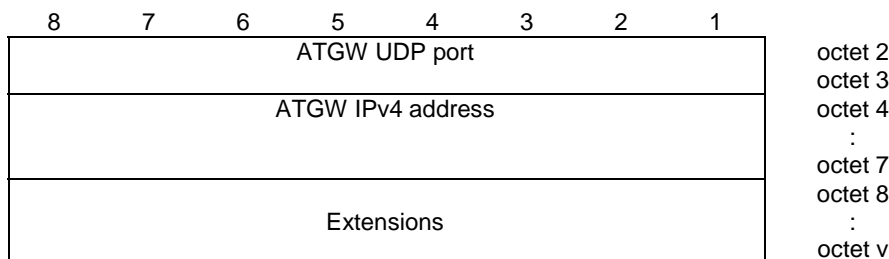 8 7 6 5 4 3 2 1
ATGW UDP port octet 2
octet 3
ATGW IPv4 address octet 4
:
octet 7
octet 8
Extensions :
octet v